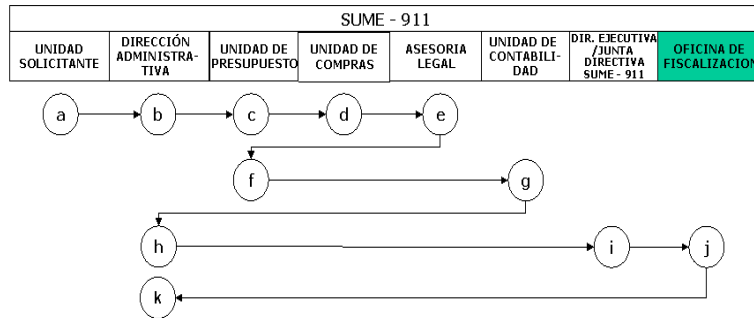 SUME - 911
UNIDAD
SOLICITANTE
DIRECCIÓN
ADMINISTRA-
TIVA
UNIDAD DE
PRESUPUESTO
UNIDAD DE
COMPRAS
ASESORIA
LEGAL
UNIDAD DE
CONTABILI-
DAD
DIR. EJECUTIVA
/JUNTA
DIRECTIVA
SUME - 911
OFICINA DE
FISCALIZACION
a b c d e
f g
h i j
k